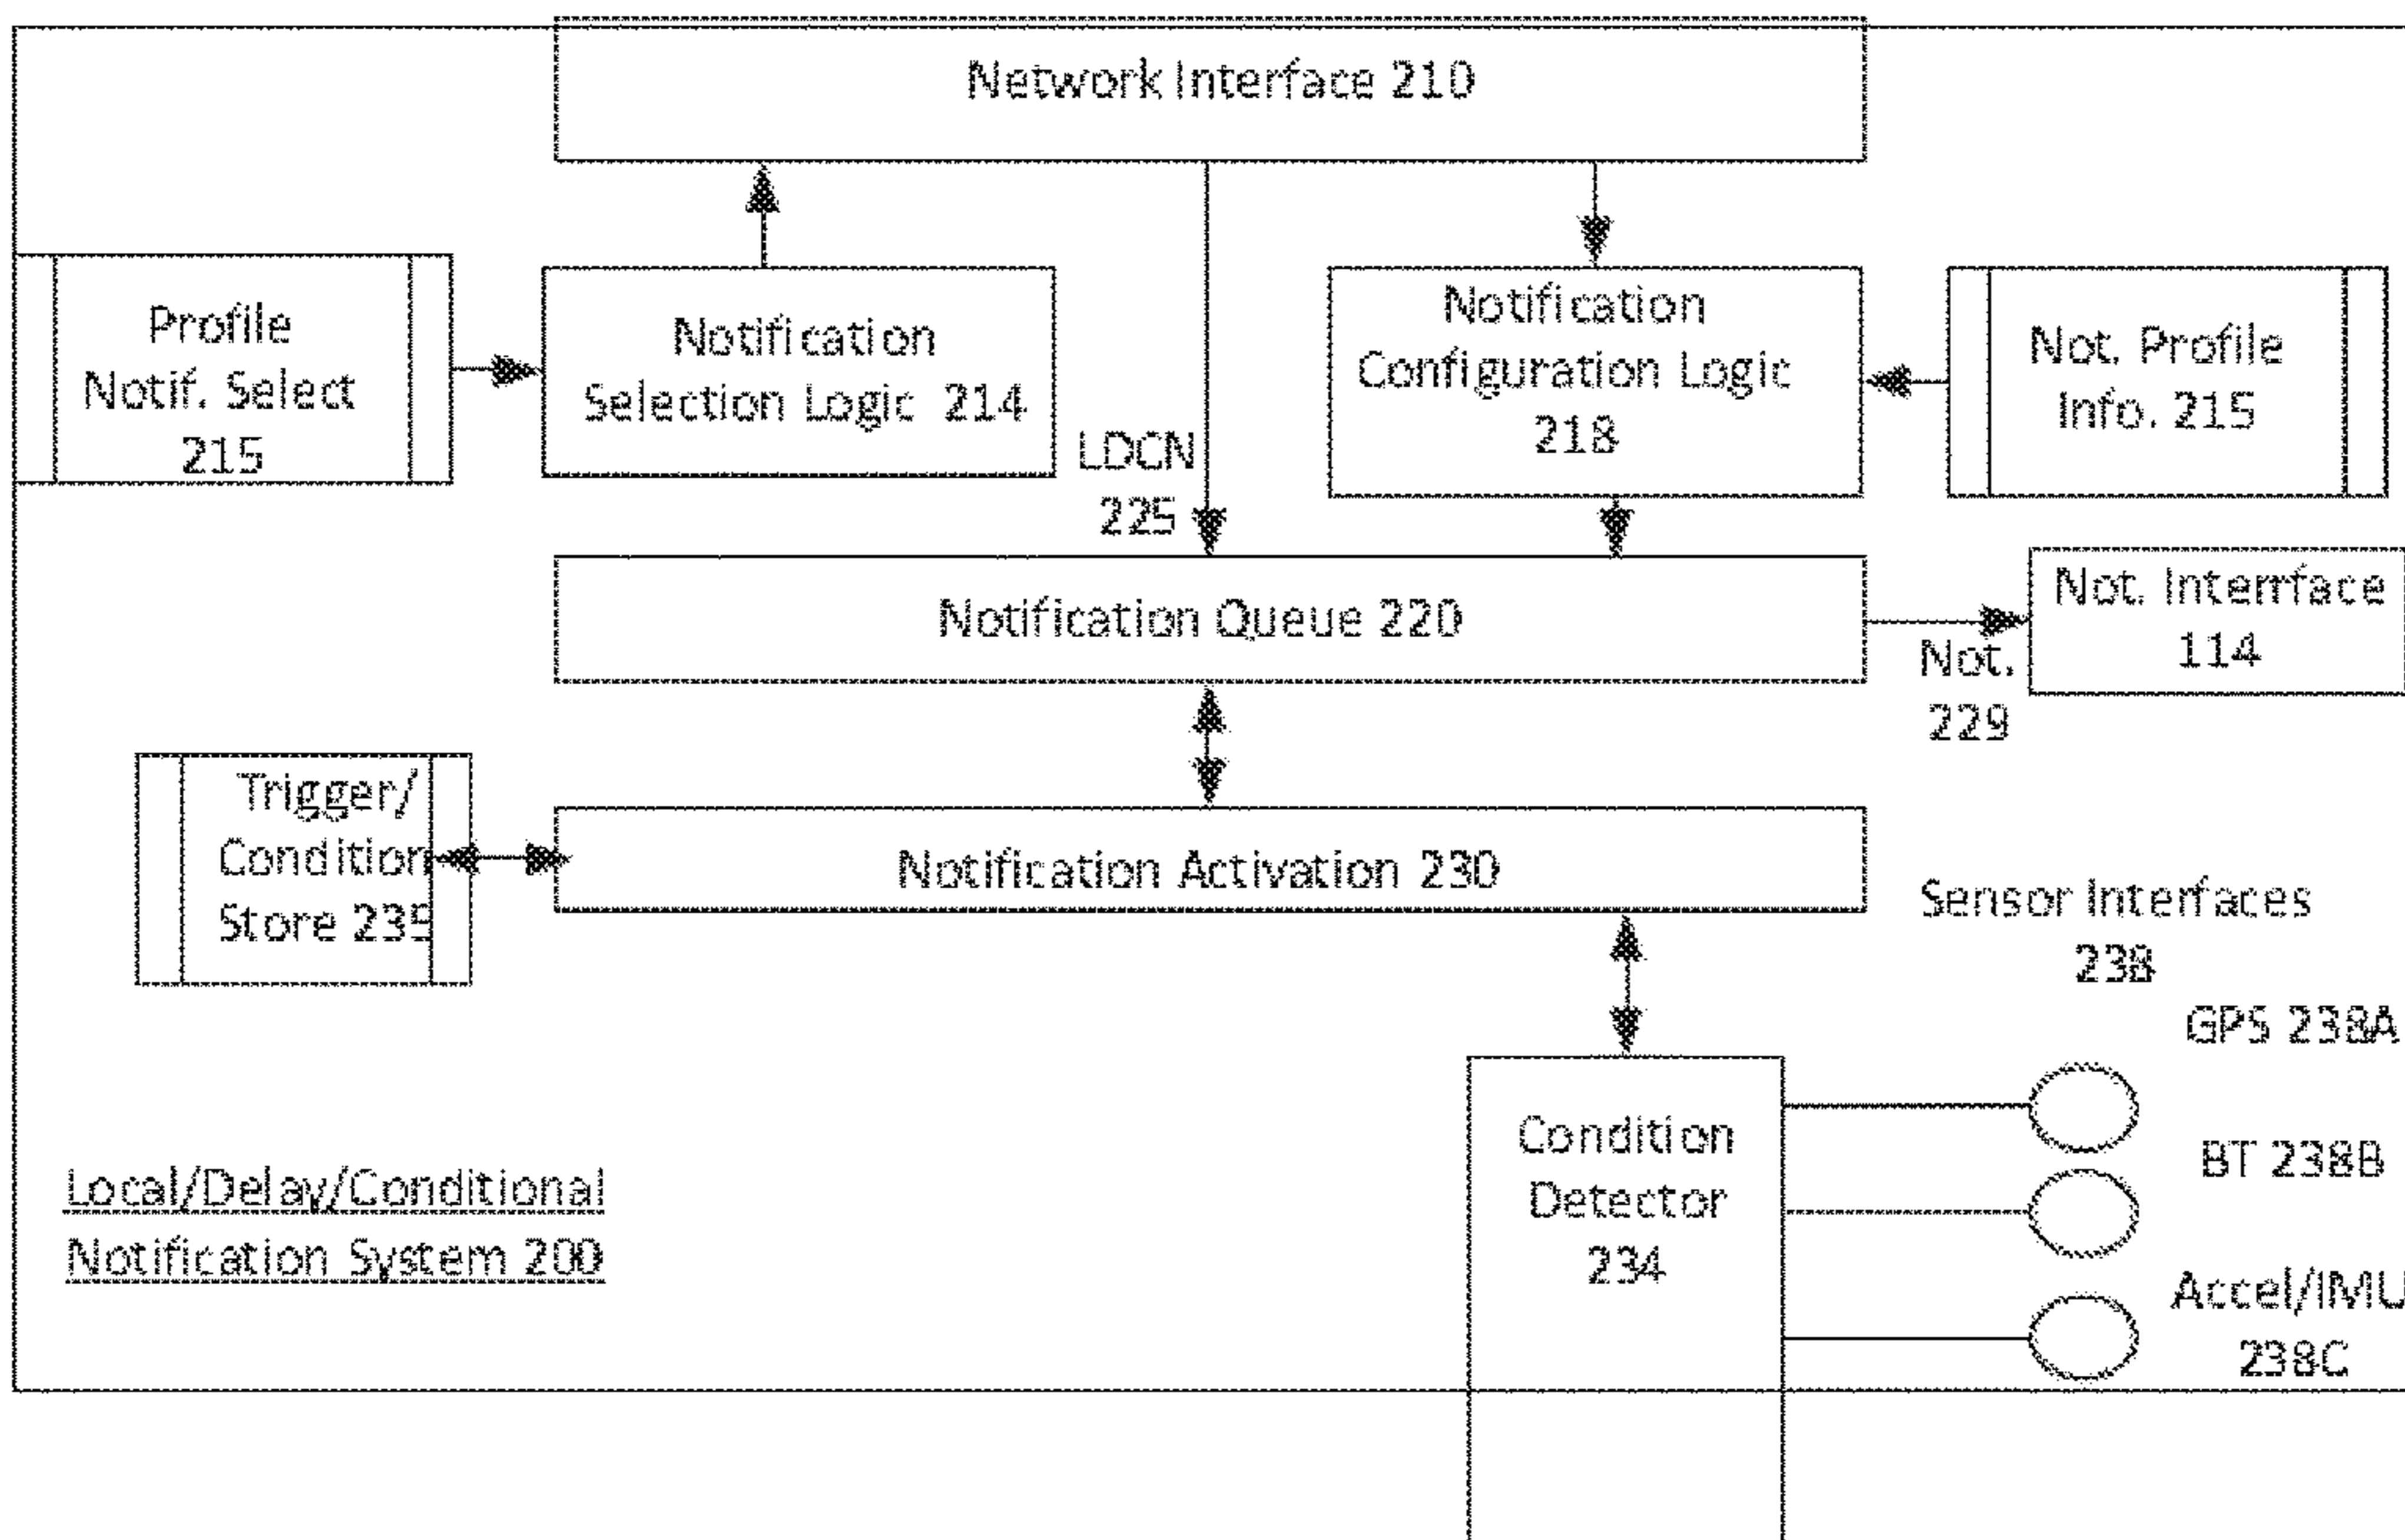 Network Interface 210
Profile
Notif. Select
215
Notification
Selection Logic 214
LDCN
225
Notification
Configuration Logic
218
Not. Profile
Info. 215
Notification Queue 220
Not. Interrface
114
Not.
229
Trigger/
Condition
Store 235
Notification Activation 230
Sensor Interfaces
238
GPS 238A
Condition
Detector
234
BT 238B
Accel/IMU
238C
Local/Delay/Conditional
Notification System 200